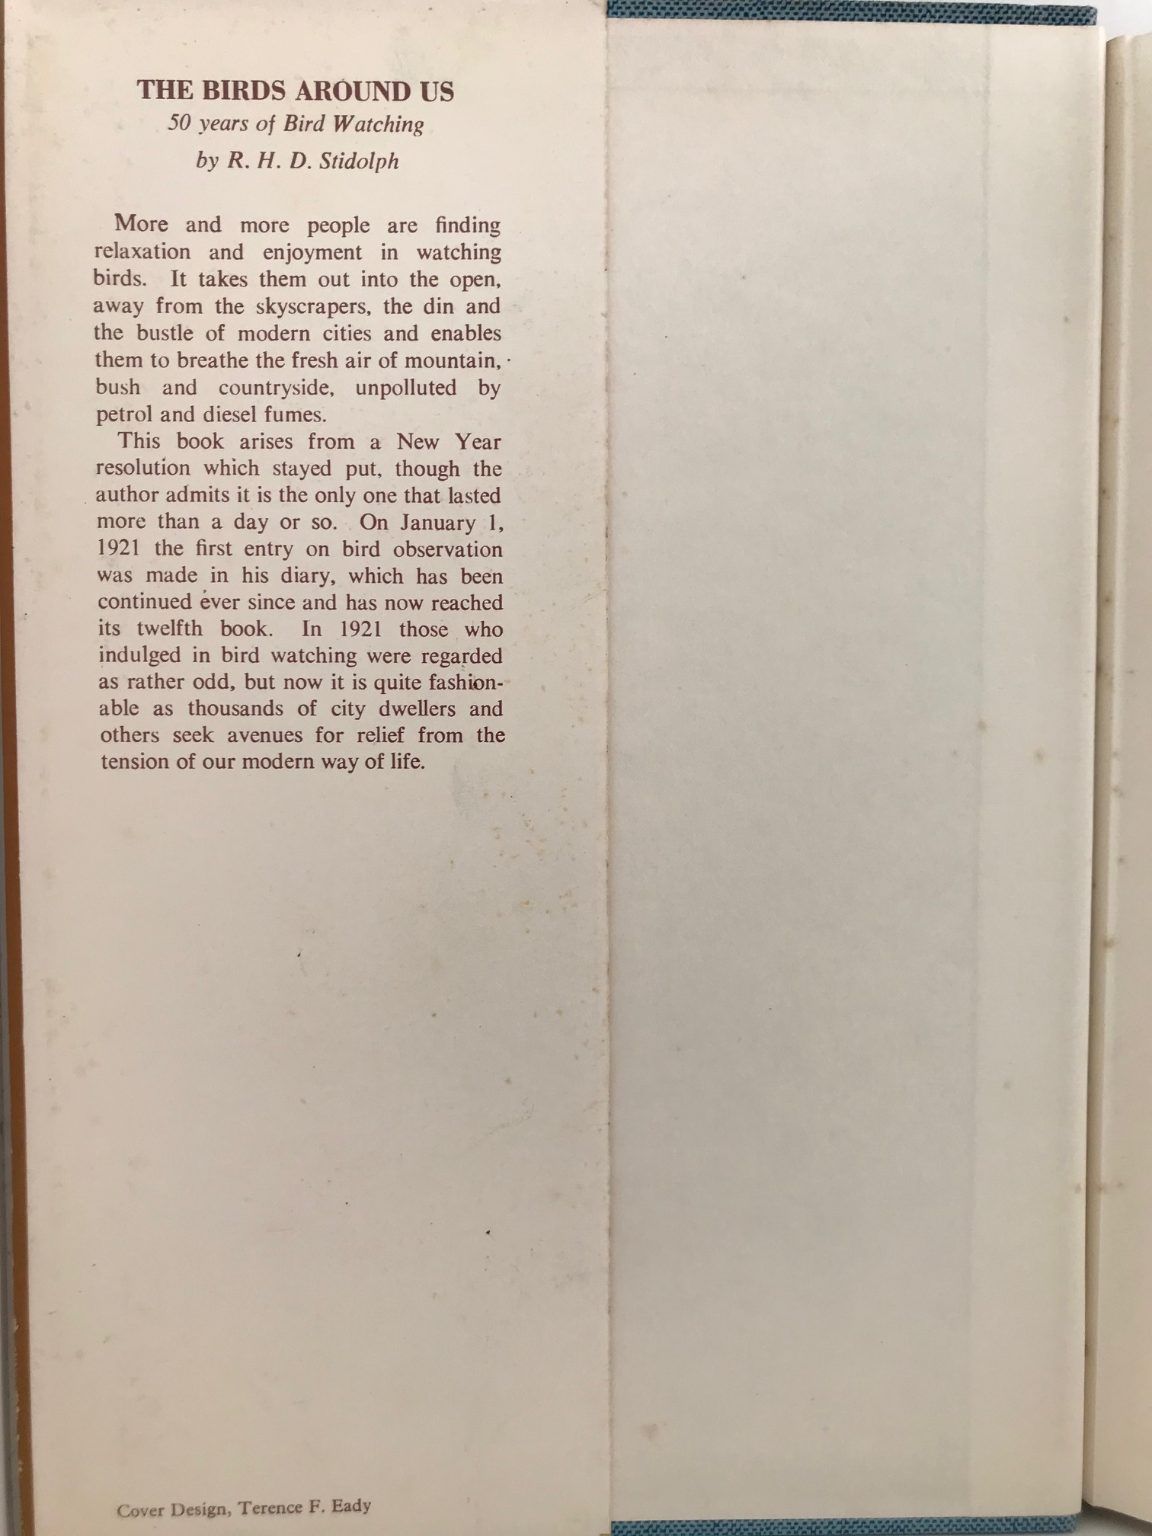 THE BIRDS AROUND US
50 years of Bird Watching
by R. H. D. Stidolph
More and more people are finding
relaxation and enjoyment in watching
birds. It takes them out into the open,
away from the skyscrapers, the din and
the bustle of modern cities and enables
them to breathe the fresh air of mountain,
bush and countryside, unpolluted by
petrol and diesel fumes.
This book arises from a New Year
resolution which stayed put, though the
author admits it is the only one that lasted
more than a day or so. On January 1,
1921 the first entry on bird observation
was made in his diary, which has been
continued ever since and has now reached
its twelfth book. In 1921 those who
indulged in bird watching were regarded
as rather odd, but now it is quite fashion-
able as thousands of city dwellers and
others seek avenues for relief from the
tension of our modern way of life.
Cover Design, Terence F. Eady